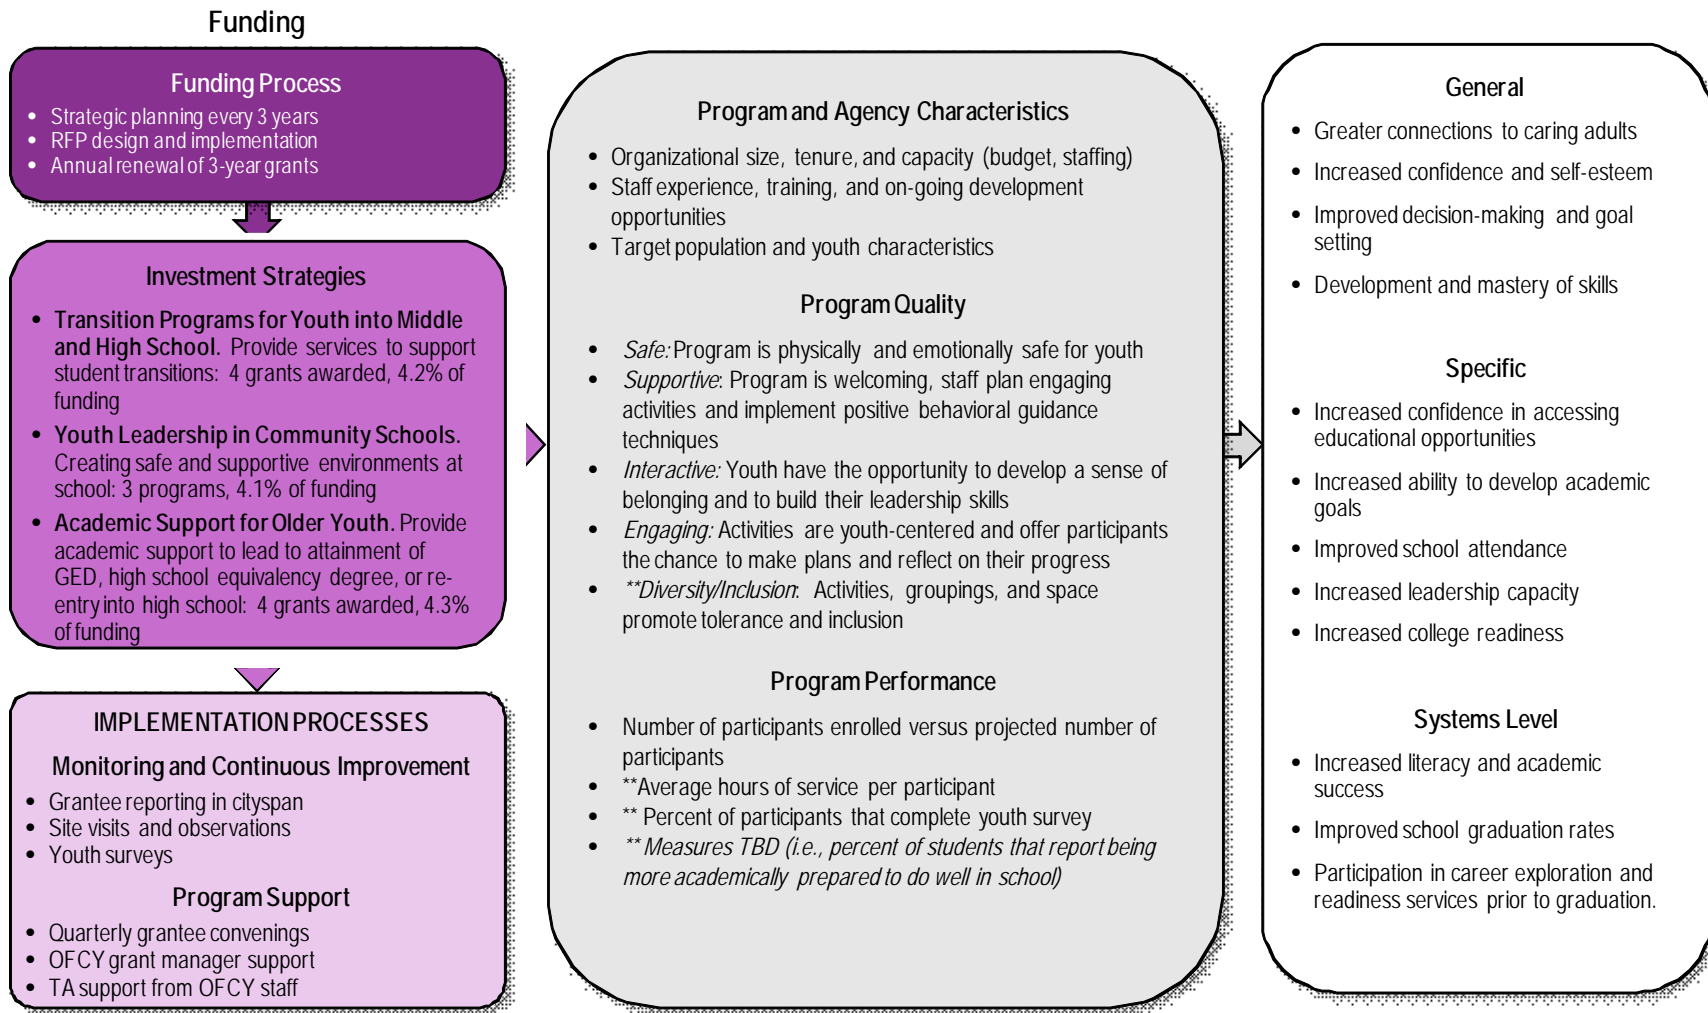 Funding
Funding Process
• Strategic planning every 3 years
• RFP design and implementation
• Annual renewal of 3-year grants
Investment Strategies
• Transition Programs for Youth into Middle
and High School. Provide services to support
student transitions: 4 grants awarded, 4.2% of
funding
• Youth Leadership in Community Schools.
Creating safe and supportive environments at
school: 3 programs, 4.1% of funding
• Academic Support for Older Youth. Provide
academic support to lead to attainment of
GED, high school equivalency degree, or re-
entry into high school: 4 grants awarded, 4.3%
of funding
IMPLEMENTATION PROCESSES
Monitoring and Continuous Improvement
• Grantee reporting in cityspan
• Site visits and observations
• Youth surveys
Program Support
• Quarterly grantee convenings
• OFCY grant manager support
• TA support from OFCY staff
Program and Agency Characteristics
• Organizational size, tenure, and capacity (budget, staffing)
• Staff experience, training, and on-going development
opportunities
• Target population and youth characteristics
Program Quality
• Safe: Program is physically and emotionally safe for youth
• Supportive: Program is welcoming, staff plan engaging
activities and implement positive behavioral guidance
techniques
• Interactive: Youth have the opportunity to develop a sense of
belonging and to build their leadership skills
• Engaging: Activities are youth-centered and offer participants
the chance to make plans and reflect on their progress
• **Diversity/Inclusion: Activities, groupings, and space
promote tolerance and inclusion
Program Performance
• Number of participants enrolled versus projected number of
participants
• **Average hours of service per participant
• ** Percent of participants that complete youth survey
• ** Measures TBD (i.e., percent of students that report being
more academically prepared to do well in school)
General
• Greater connections to caring adults
• Increased confidence and self-esteem
• Improved decision-making and goal
setting
• Development and mastery of skills
Specific
• Increased confidence in accessing
educational opportunities
• Increased ability to develop academic
goals
• Improved school attendance
• Increased leadership capacity
• Increased college readiness
Systems Level
• Increased literacy and academic
success
• Improved school graduation rates
• Participation in career exploration and
readiness services prior to graduation.